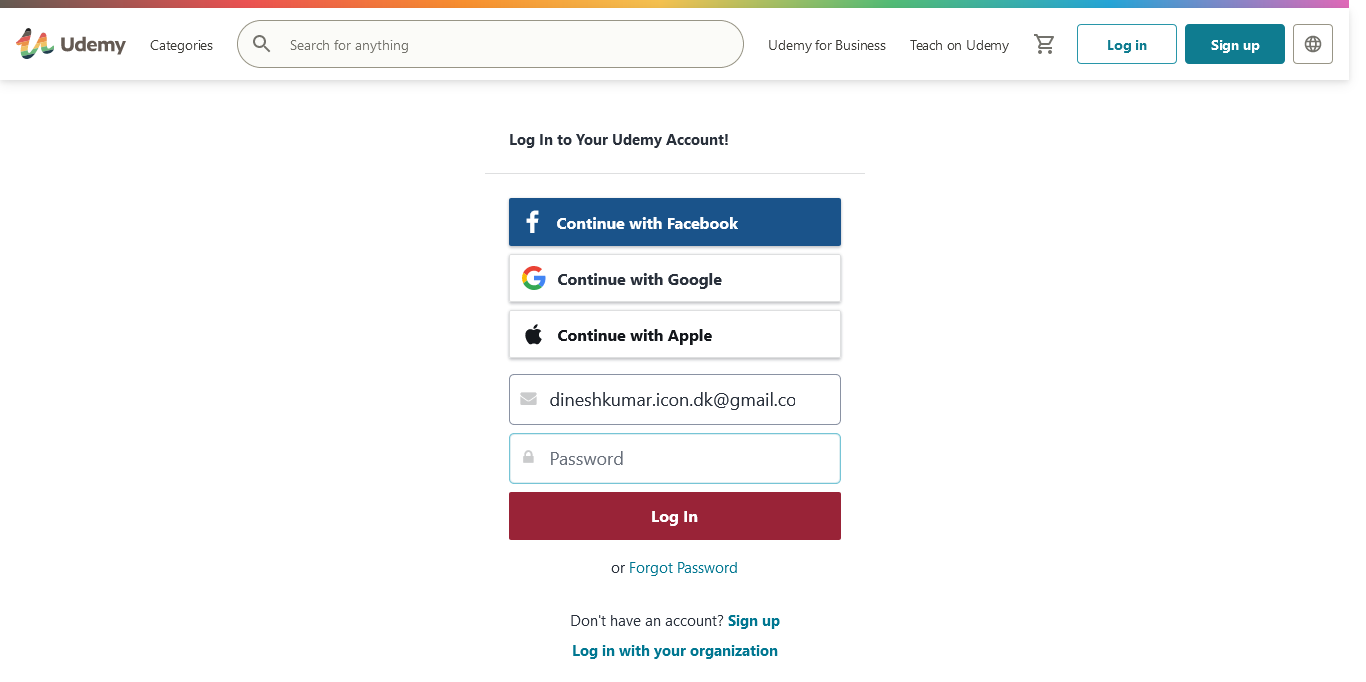 Udemy Categories Search for anything Udemy for Business Teach on Udemy Log in Sign up
Log In to Your Udemy Account!
Continue with Facebook
Continue with Google
Continue with Apple
dineshkumar.icon.dk@gmail.co
Password
Log In
or Forgot Password
Don't have an account? Sign up
Log in with your organization